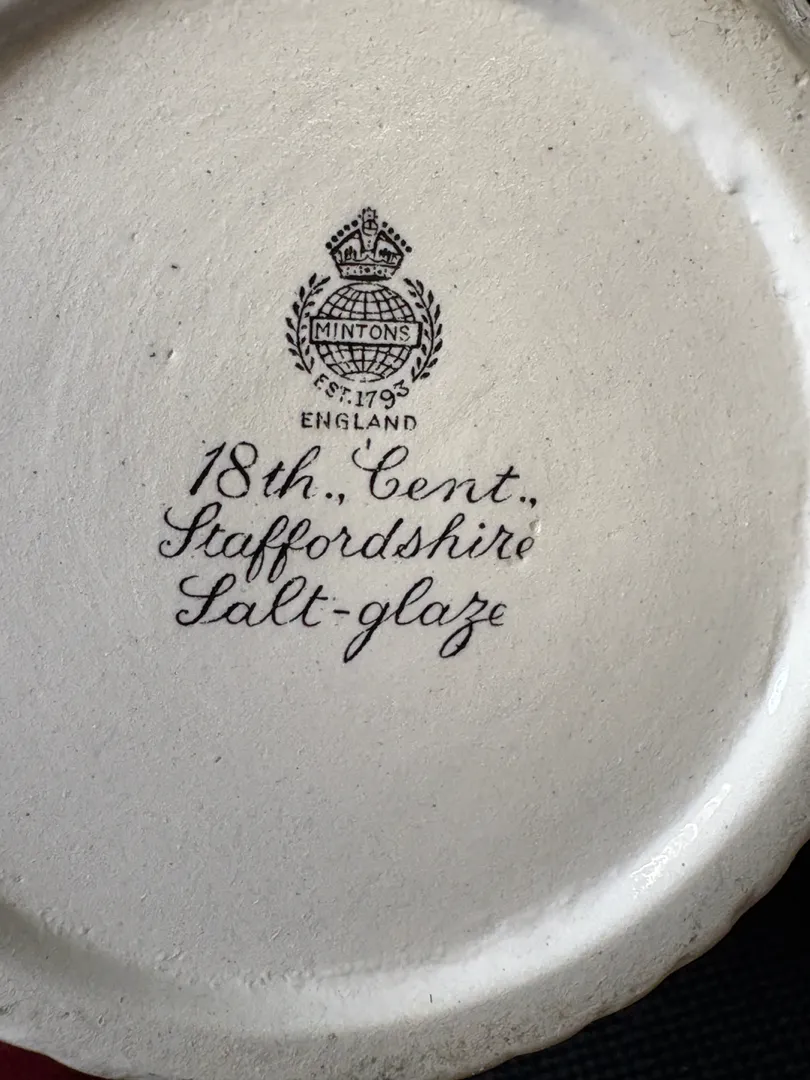 MINTONS
EST. 1793
ENGLAND
18th., Cent.,
Staffordshire
Salt-glaze